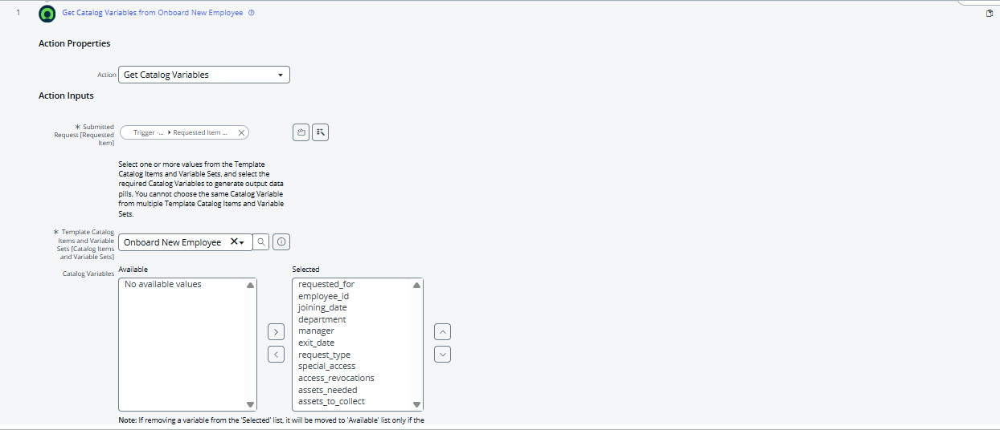 1 Get Catalog Variables from Onboard New Employee
Action Properties
Action Get Catalog Variables
Action Inputs
* Submitted
Request [Requested
Item]
Trigger -... ▸ Requested Item ...
Select one or more values from the Template
Catalog Items and Variable Sets, and select the
required Catalog Variables to generate output data
pills. You cannot choose the same Catalog Variable
from multiple Template Catalog Items and Variable
Sets.
* Template Catalog
Items and Variable
Sets [Catalog Items
and Variable Sets]
Onboard New Employee
Catalog Variables
Available
No available values
Selected
requested_for
employee_id
joining_date
department
manager
exit_date
request_type
special_access
access_revocations
assets_needed
assets_to_collect
Note: If removing a variable from the 'Selected' list, it will be moved to 'Available' list only if the